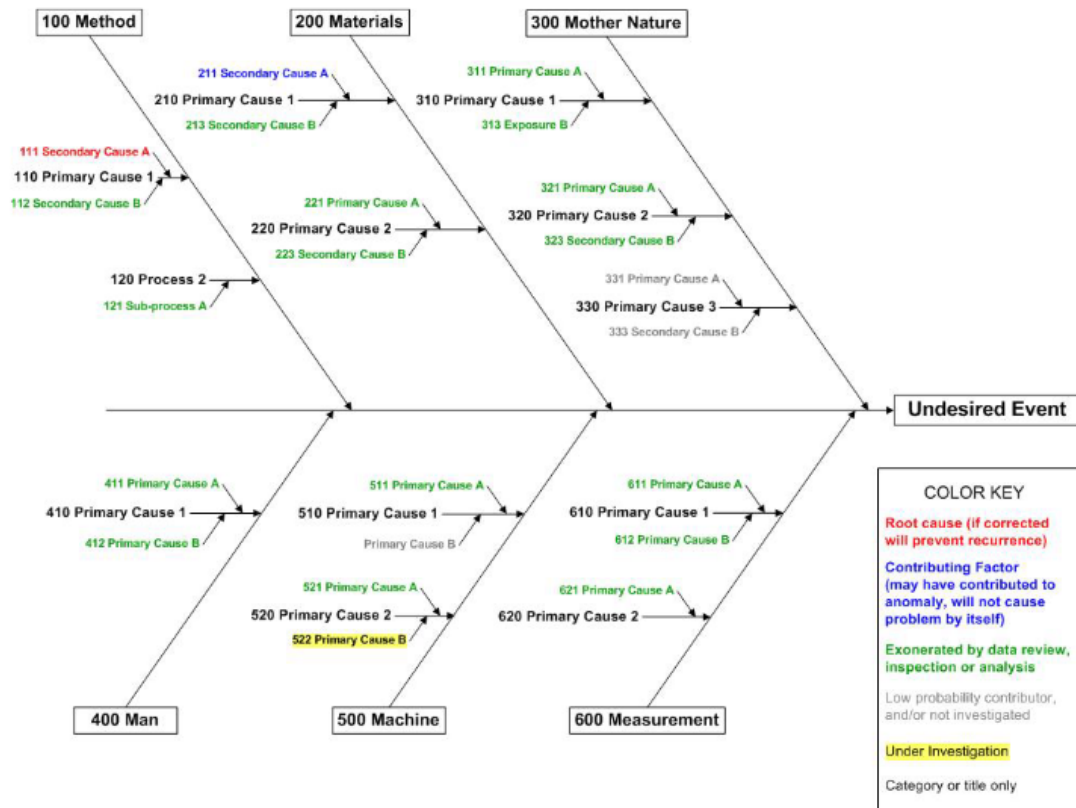 100 Method
200 Materials
300 Mother Nature
211 Secondary Cause A
210 Primary Cause 1
213 Secondary Cause B
311 Primary Cause A
310 Primary Cause 1
313 Exposure B
111 Secondary Cause A
110 Primary Cause 1
112 Secondary Cause B
221 Primary Cause A
220 Primary Cause 2
223 Secondary Cause B
321 Primary Cause A
320 Primary Cause 2
323 Secondary Cause B
120 Process 2
121 Sub-process A
331 Primary Cause A
330 Primary Cause 3
333 Secondary Cause B
Undesired Event
411 Primary Cause A
410 Primary Cause 1
412 Primary Cause B
511 Primary Cause A
510 Primary Cause 1
Primary Cause B
611 Primary Cause A
610 Primary Cause 1
612 Primary Cause B
521 Primary Cause A
520 Primary Cause 2
522 Primary Cause B
621 Primary Cause A
620 Primary Cause 2
400 Man
500 Machine
600 Measurement
COLOR KEY
Root cause (if corrected
will prevent recurrence)
Contributing Factor
(may have contributed to
anomaly, will not cause
problem by itself)
Exonerated by data review,
inspection or analysis
Low probability contributor,
and/or not investigated
Under Investigation
Category or title only